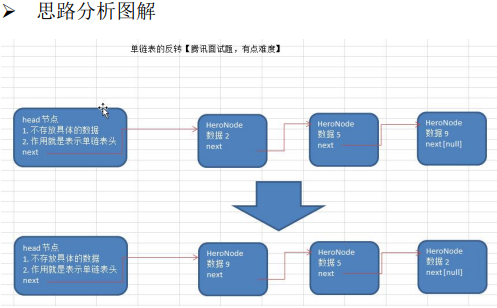 ➢ 思路分析图解
单链表的反转【腾讯面试题，有点难度】
head 节点
1. 不存放具体的数据
2. 作用就是表示单链表头
next
HeroNode
数据 2
next
HeroNode
数据 5
next
HeroNode
数据 9
next [null]
head 节点
1. 不存放具体的数据
2. 作用就是表示单链表头
next
HeroNode
数据 9
next
HeroNode
数据 5
next
HeroNode
数据 2
next [null]